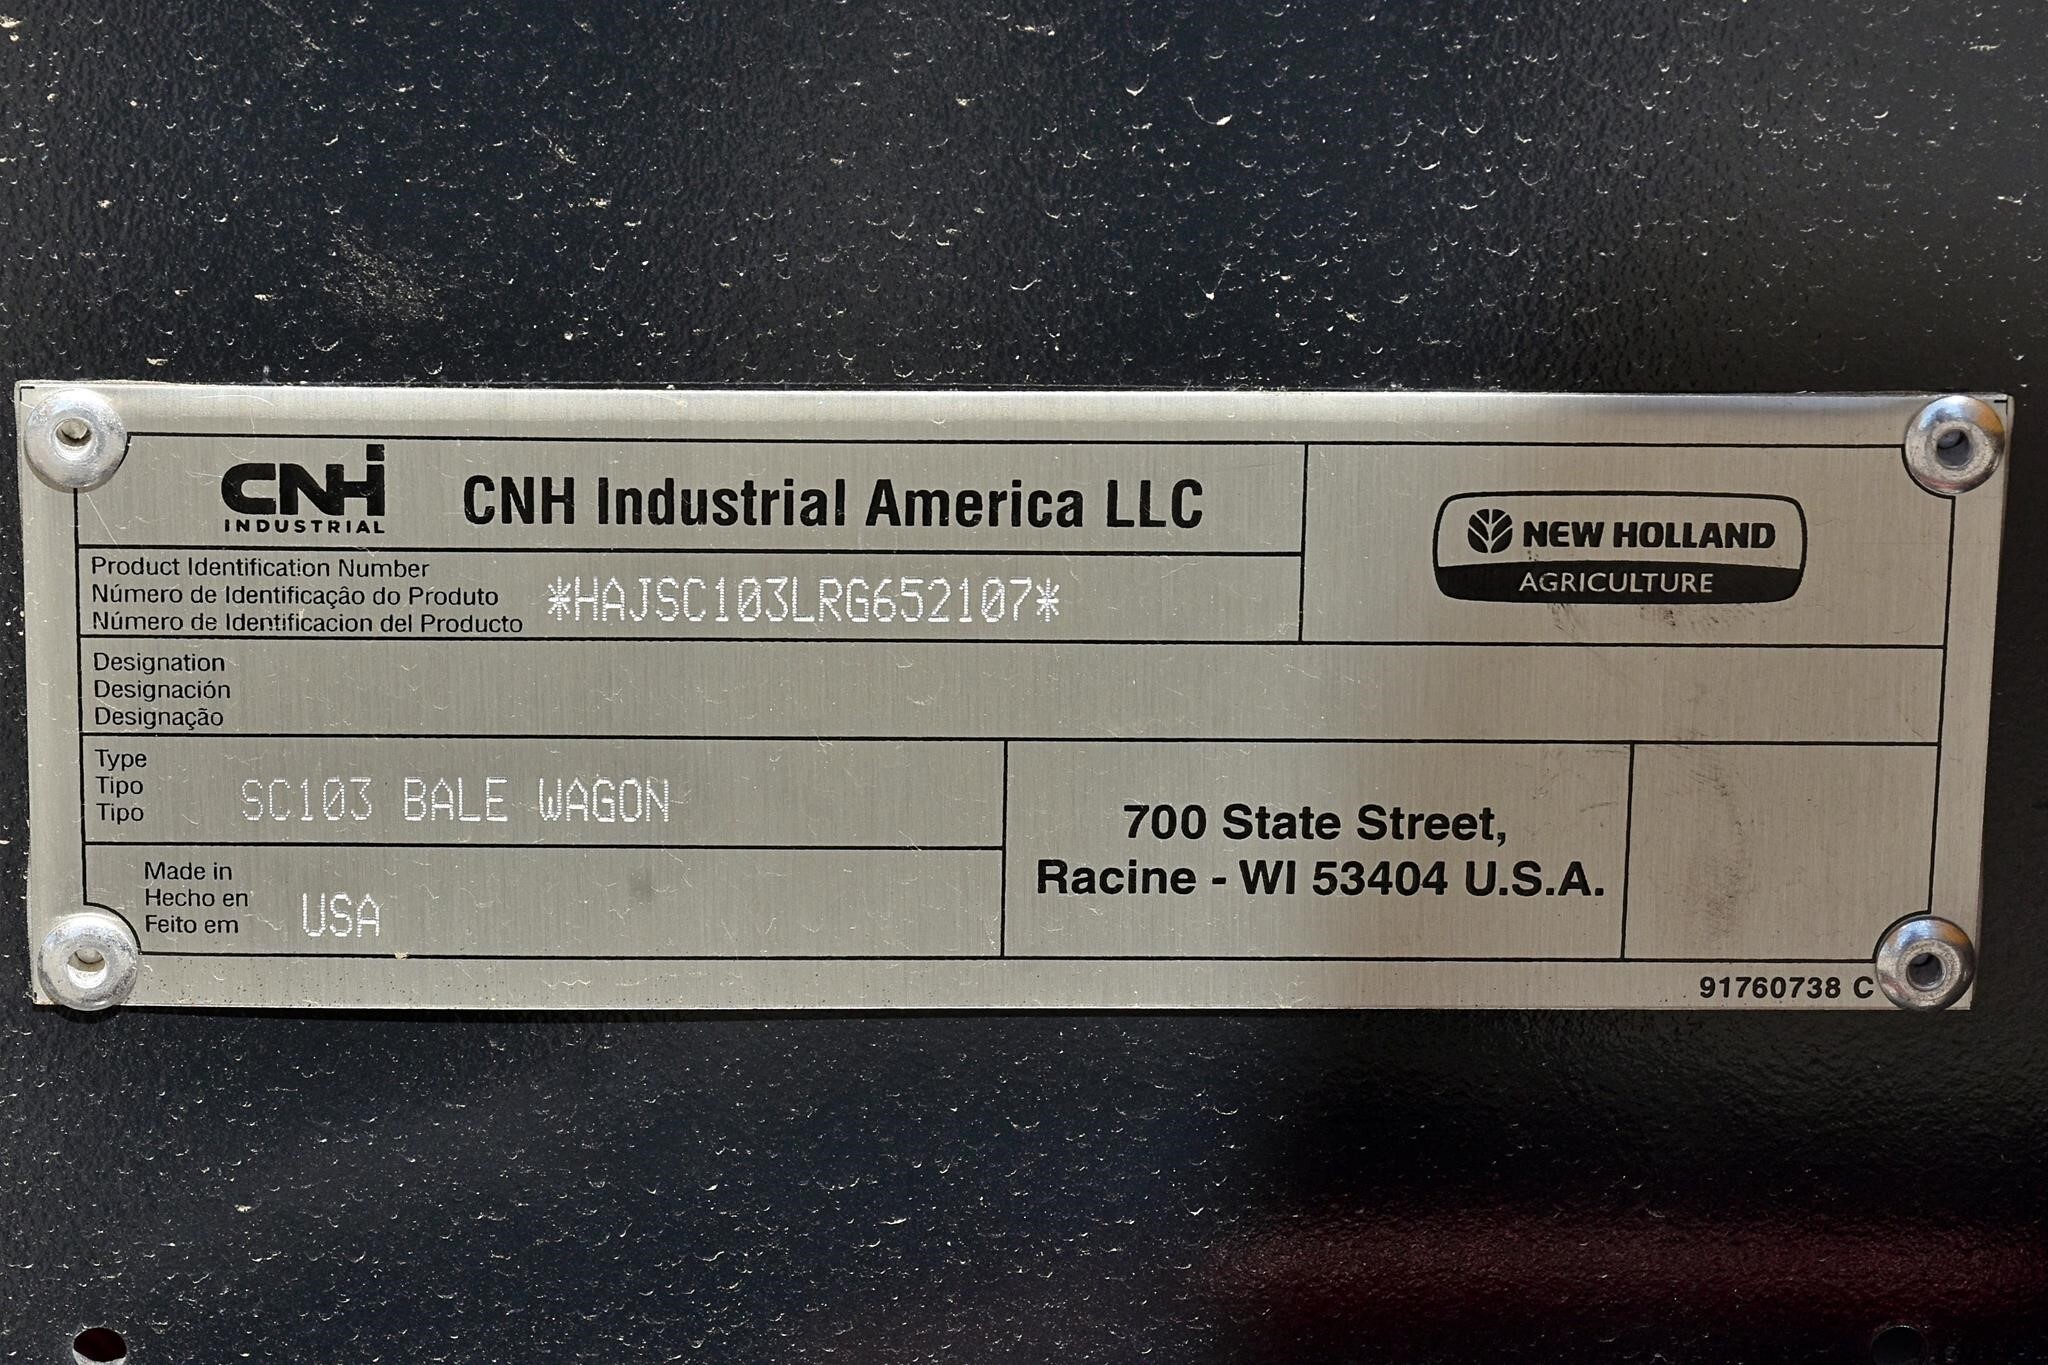 CNHi
INDUSTRIAL
CNH Industrial America LLC
NEW HOLLAND
AGRICULTURE
Product Identification Number
Número de Identificação do Produto
Número de Identificacion del Producto
*HAJSC103LRG652107*
Designation
Designación
Designação
Type
Tipo
Tipo
SC103 BALE WAGON
Made in
Hecho en
Feito em
USA
700 State Street,
Racine - WI 53404 U.S.A.
91760738 C